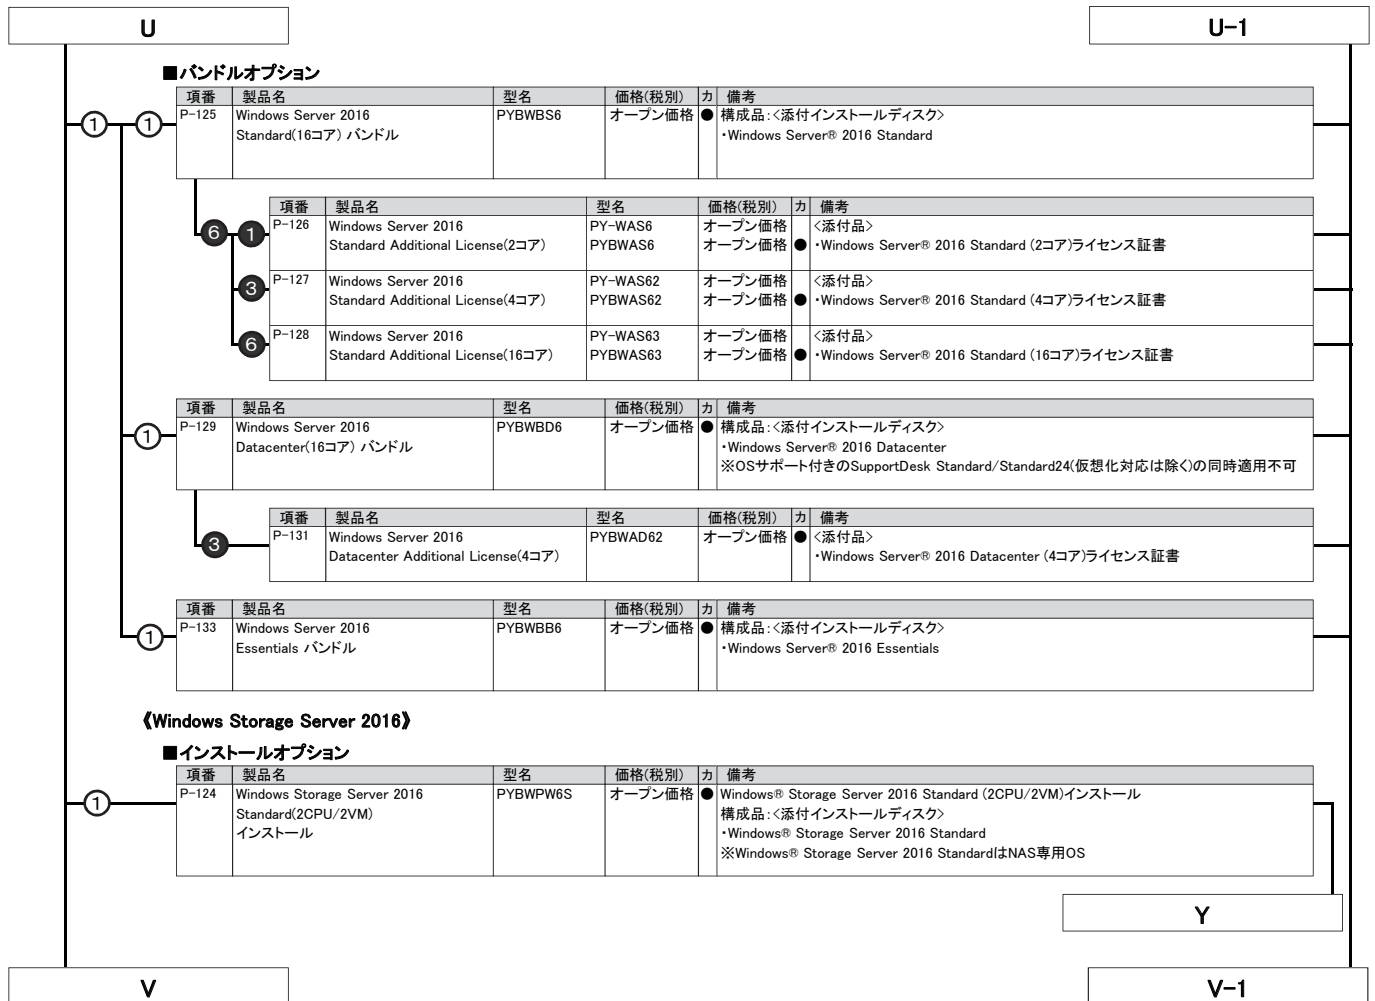 U
U-1
■バンドルオプション
項番 製品名 型名 価格(税別) カ 備考
① ① P-125 Windows Server 2016 PYBWBS6 オープン価格 ● 構成品:<添付インストールディスク>
Standard(16コア) バンドル ・Windows Server® 2016 Standard
項番 製品名 型名 価格(税別) カ 備考
6 1 P-126 Windows Server 2016 PY-WAS6 オープン価格 <添付品>
Standard Additional License(2コア) PYBWAS6 オープン価格 ● ・Windows Server® 2016 Standard (2コア)ライセンス証書
3 P-127 Windows Server 2016 PY-WAS62 オープン価格 <添付品>
Standard Additional License(4コア) PYBWAS62 オープン価格 ● ・Windows Server® 2016 Standard (4コア)ライセンス証書
6 P-128 Windows Server 2016 PY-WAS63 オープン価格 <添付品>
Standard Additional License(16コア) PYBWAS63 オープン価格 ● ・Windows Server® 2016 Standard (16コア)ライセンス証書
項番 製品名 型名 価格(税別) カ 備考
① P-129 Windows Server 2016 PYBWBD6 オープン価格 ● 構成品:<添付インストールディスク>
Datacenter(16コア) バンドル ・Windows Server® 2016 Datacenter
※OSサポート付きのSupportDesk Standard/Standard24(仮想化対応は除く)の同時適用不可
項番 製品名 型名 価格(税別) カ 備考
3 P-131 Windows Server 2016 PYBWAD62 オープン価格 ● <添付品>
Datacenter Additional License(4コア) ・Windows Server® 2016 Datacenter (4コア)ライセンス証書
項番 製品名 型名 価格(税別) カ 備考
① P-133 Windows Server 2016 PYBWBB6 オープン価格 ● 構成品:<添付インストールディスク>
Essentials バンドル ・Windows Server® 2016 Essentials
《Windows Storage Server 2016》
■インストールオプション
項番 製品名 型名 価格(税別) カ 備考
① P-124 Windows Storage Server 2016 PYBWPW6S オープン価格 ● Windows® Storage Server 2016 Standard (2CPU/2VM)インストール
Standard(2CPU/2VM) 構成品:<添付インストールディスク>
インストール ・Windows® Storage Server 2016 Standard
※Windows® Storage Server 2016 StandardはNAS専用OS
Y
V
V-1